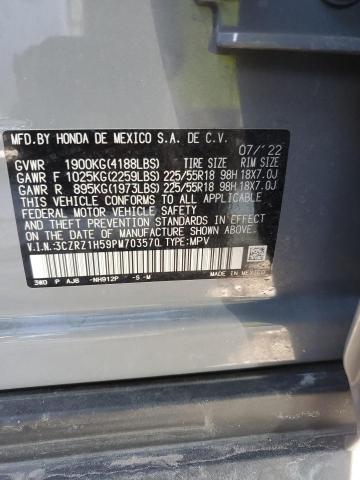 MFD.BY HONDA DE MEXICO S.A. DE C.V.
07/'22
GVWR 1900KG(4188LBS) TIRE SIZE RIM SIZE
GAWR F 1025KG(2259LBS) 225/55R18 98H 18X7.0J
GAWR R 895KG(1973LBS) 225/55R18 98H 18X7.0J
THIS VEHICLE CONFORMS TO ALL APPLICABLE
FEDERAL MOTOR VEHICLE SAFETY, BUMPER, AND
THEFT PREVENTION STANDARDS IN EFFECT ON
THE DATE OF MANUFACTURE SHOWN ABOVE.
V.I.N.:3CZRZ1H59PM703570 TYPE:MPV
3W0 P AJ6 -NH912P -S -M